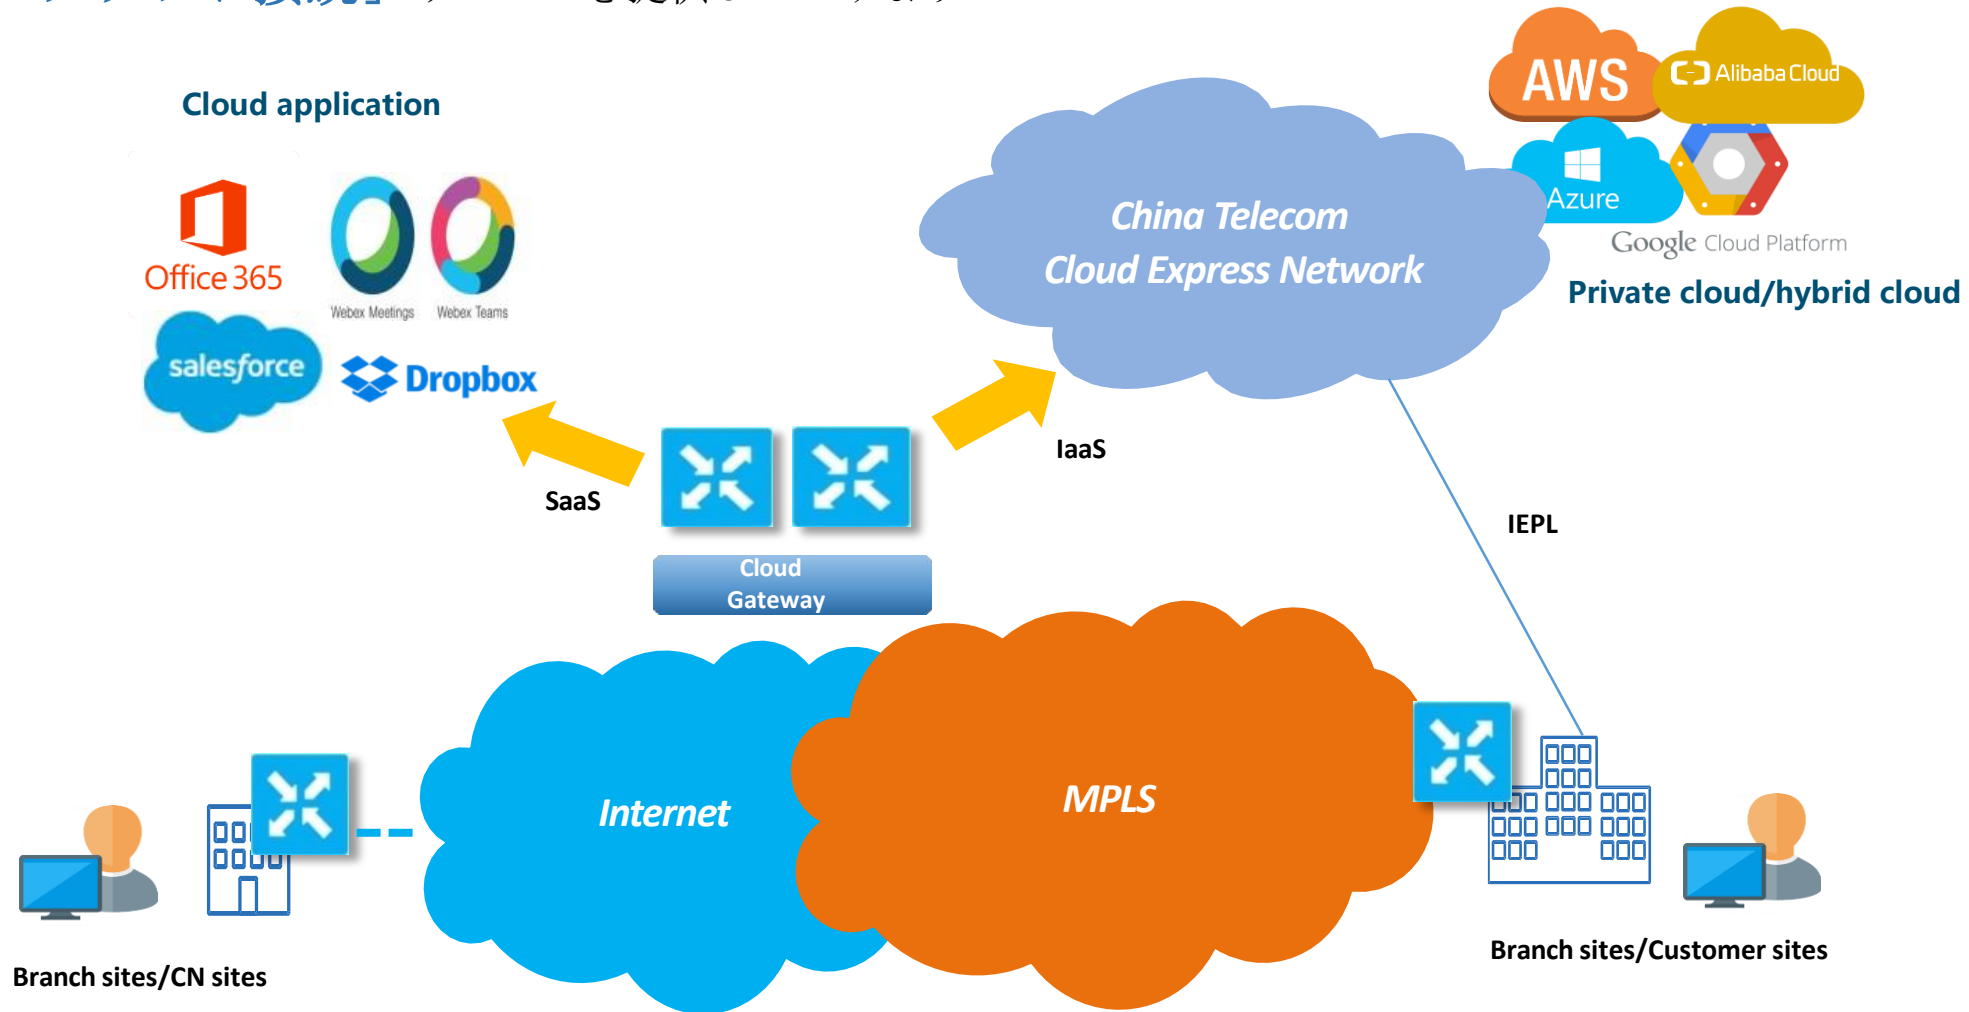 Cloud application
AWS
Alibaba Cloud
Azure
Google Cloud Platform
Private cloud/hybrid cloud
China Telecom
Cloud Express Network
Office 365
Webex Meetings
Webex Teams
salesforce
Dropbox
SaaS
IaaS
IEPL
Cloud
Gateway
Internet
MPLS
Branch sites/CN sites
Branch sites/Customer sites